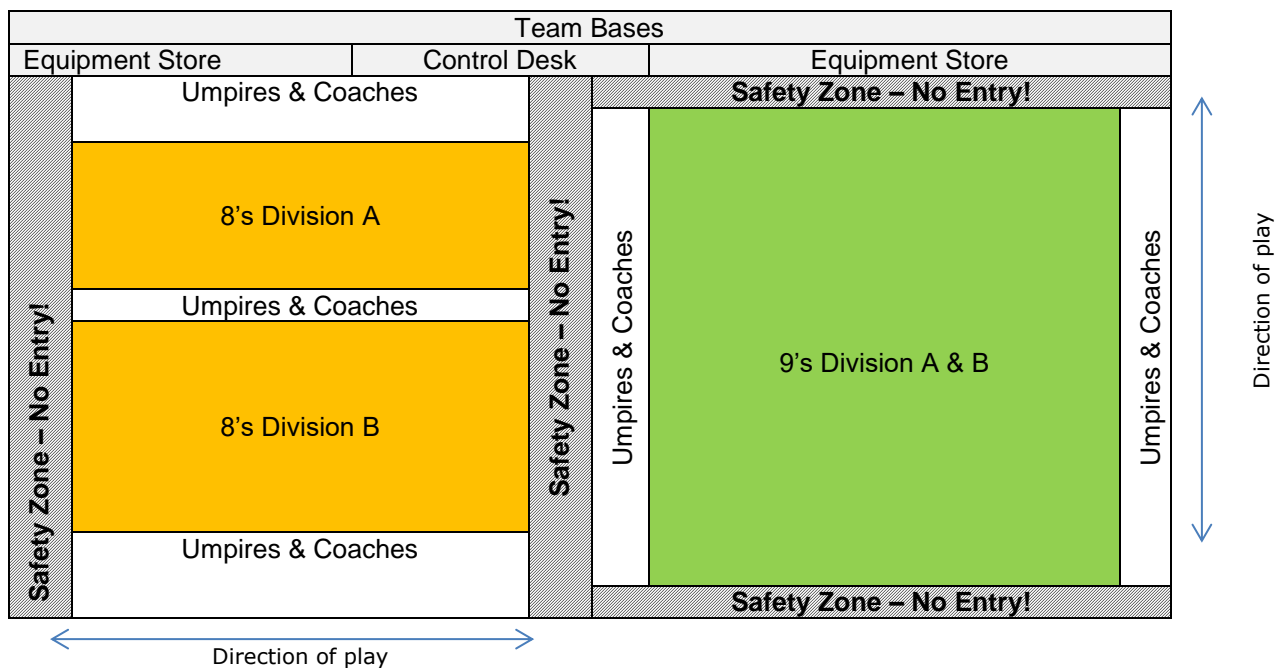 Team Bases
Equipment Store
Control Desk
Equipment Store
Umpires & Coaches
Safety Zone – No Entry!
8’s Division A
Umpires & Coaches
8’s Division B
Umpires & Coaches
Safety Zone – No Entry!
Safety Zone – No Entry!
Umpires & Coaches
9’s Division A & B
Umpires & Coaches
Safety Zone – No Entry!
Direction of play
Direction of play